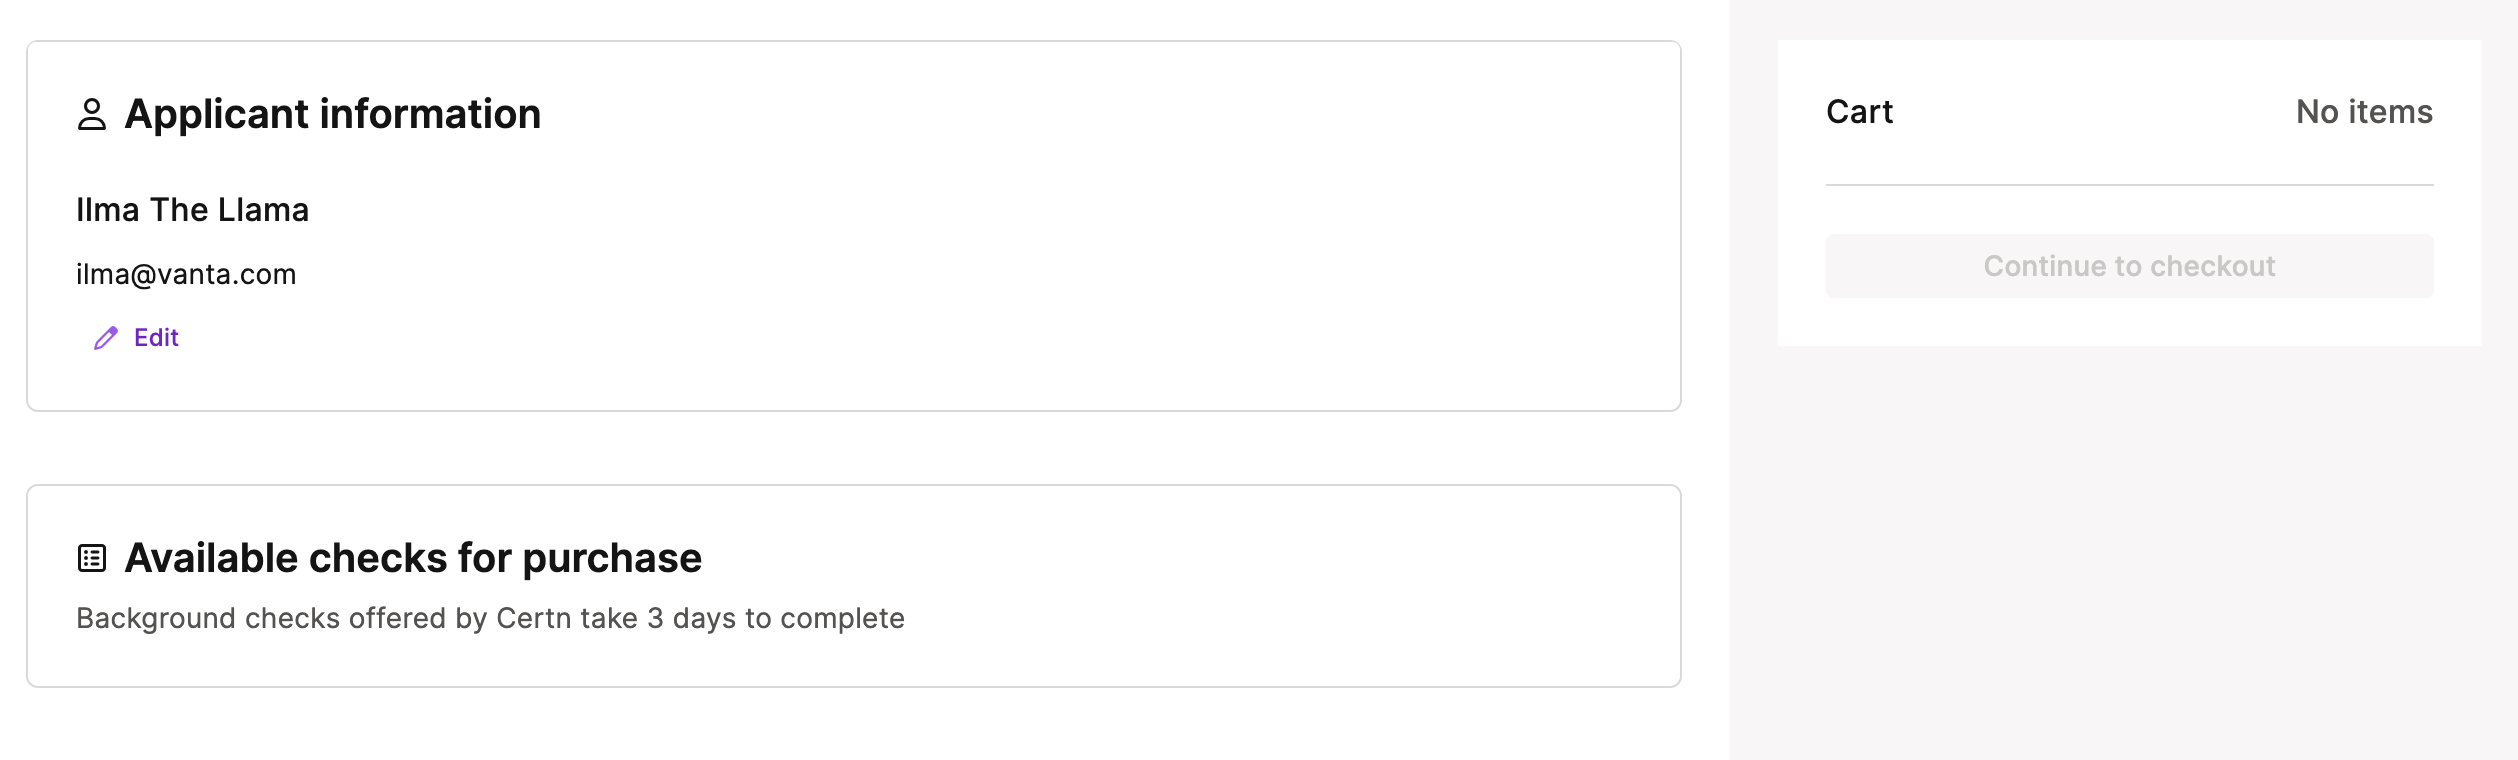 Applicant information
Ilma The Llama
ilma@vanta.com
Edit
Available checks for purchase
Background checks offered by Certn take 3 days to complete
Cart
No items
Continue to checkout